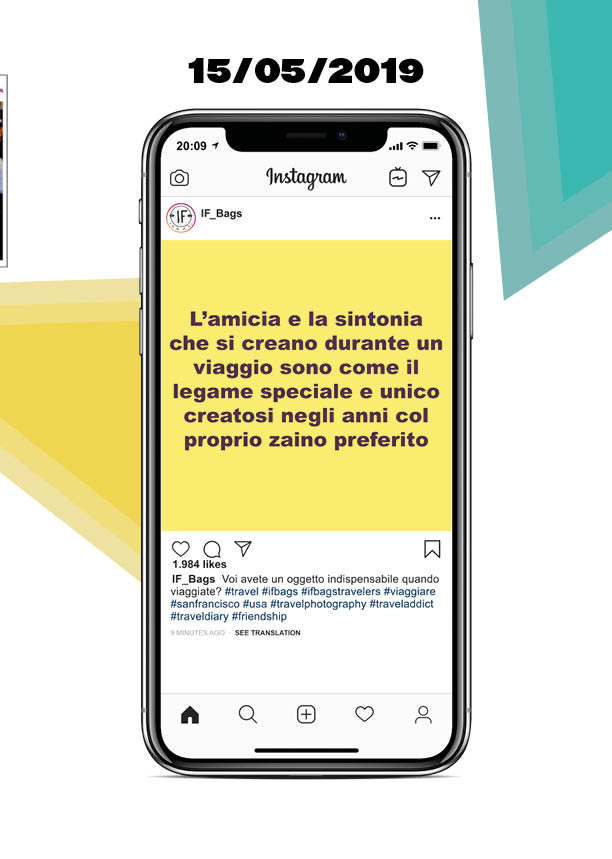 15/05/2019
20:09
Instagram
IF
IF_Bags
L’amicia e la sintonia
che si creano durante un
viaggio sono come il
legame speciale e unico
creatosi negli anni col
proprio zaino preferito
1.984 likes
IF_Bags Voi avete un oggetto indispensabile quando
viaggiate? #travel #ifbags #ifbagstravelers #viaggiare
#sanfrancisco #usa #travelphotography #traveladdict
#traveldiary #friendship
9 MINUTES AGO · SEE TRANSLATION